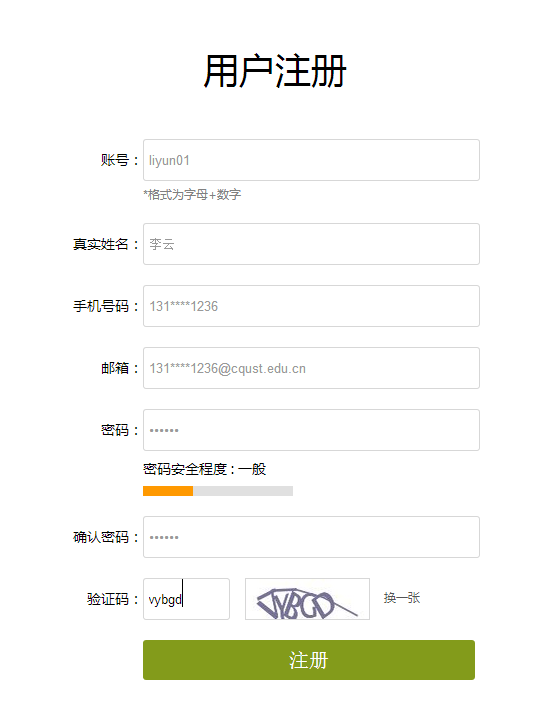 用户注册
账号： liyun01
*格式为字母+数字
真实姓名： 李云
手机号码： 131****1236
邮箱： 131****1236@cqust.edu.cn
密码： ••••••
密码安全程度：一般
确认密码： ••••••
验证码： vybgd VYBGD 换一张
注册